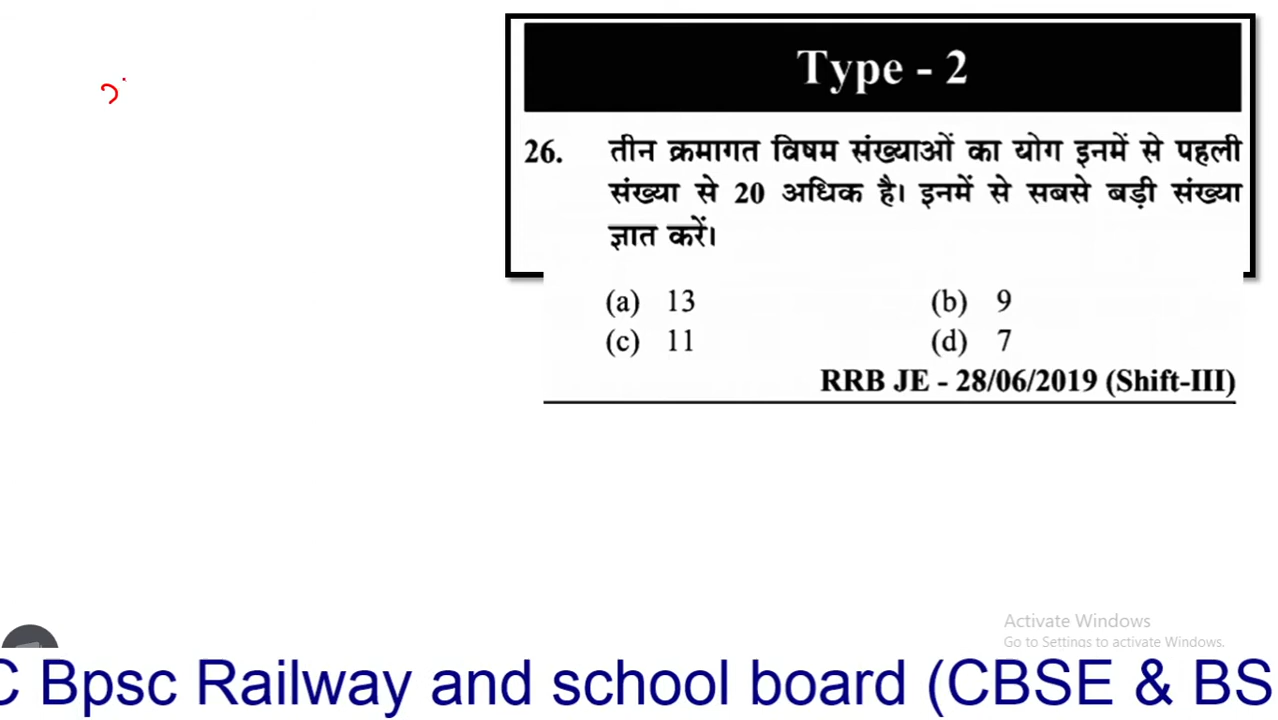 Type - 2
26. तीन क्रमागत विषम संख्याओं का योग इनमें से पहली
संख्या से 20 अधिक है। इनमें से सबसे बड़ी संख्या
ज्ञात करें।
(a) 13 (b) 9
(c) 11 (d) 7
RRB JE - 28/06/2019 (Shift-III)
Activate Windows
Go to Settings to activate Windows.
C Bpsc Railway and school board (CBSE & BS